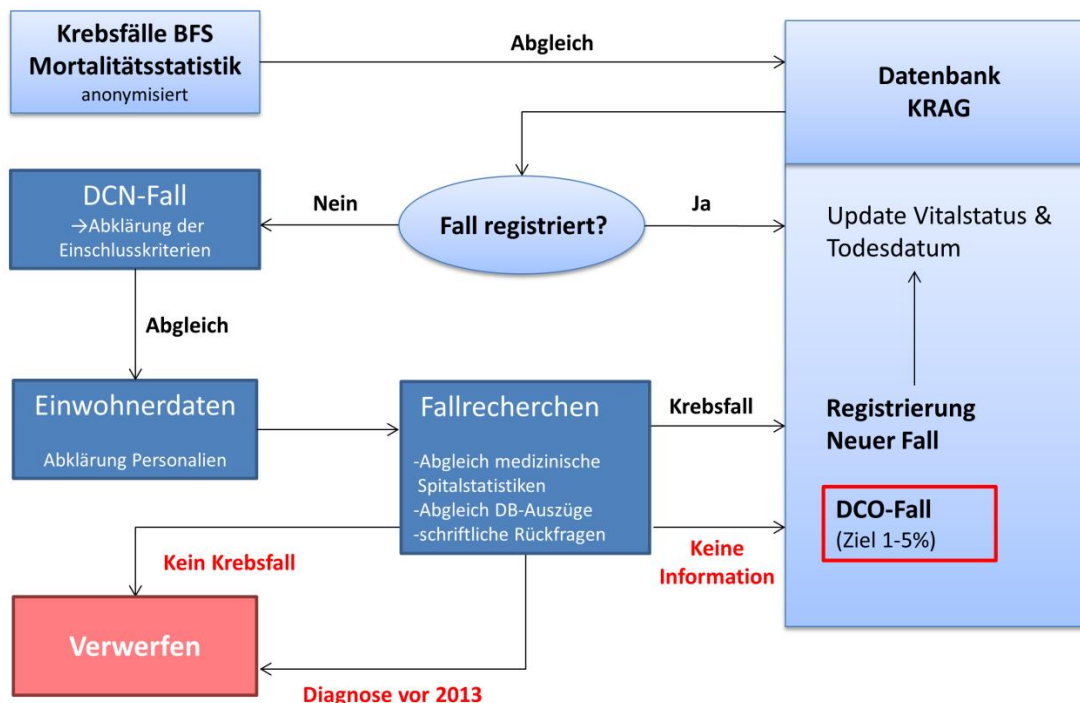 Krebsfälle BFS
Mortalitätsstatistik
anonymisiert
Abgleich
Datenbank
KRAG
DCN-Fall
→Abklärung der
Einschlusskriterien
Nein
Fall registriert?
Ja
Update Vitalstatus &
Todesdatum
Abgleich
Einwohnerdaten
Abklärung Personalien
Fallrecherchen
-Abgleich medizinische
Spitalstatistiken
-Abgleich DB-Auszüge
-schriftliche Rückfragen
Krebsfall
Registrierung
Neuer Fall
DCO-Fall
(Ziel 1-5%)
Kein Krebsfall
Keine
Information
Verwerfen
Diagnose vor 2013